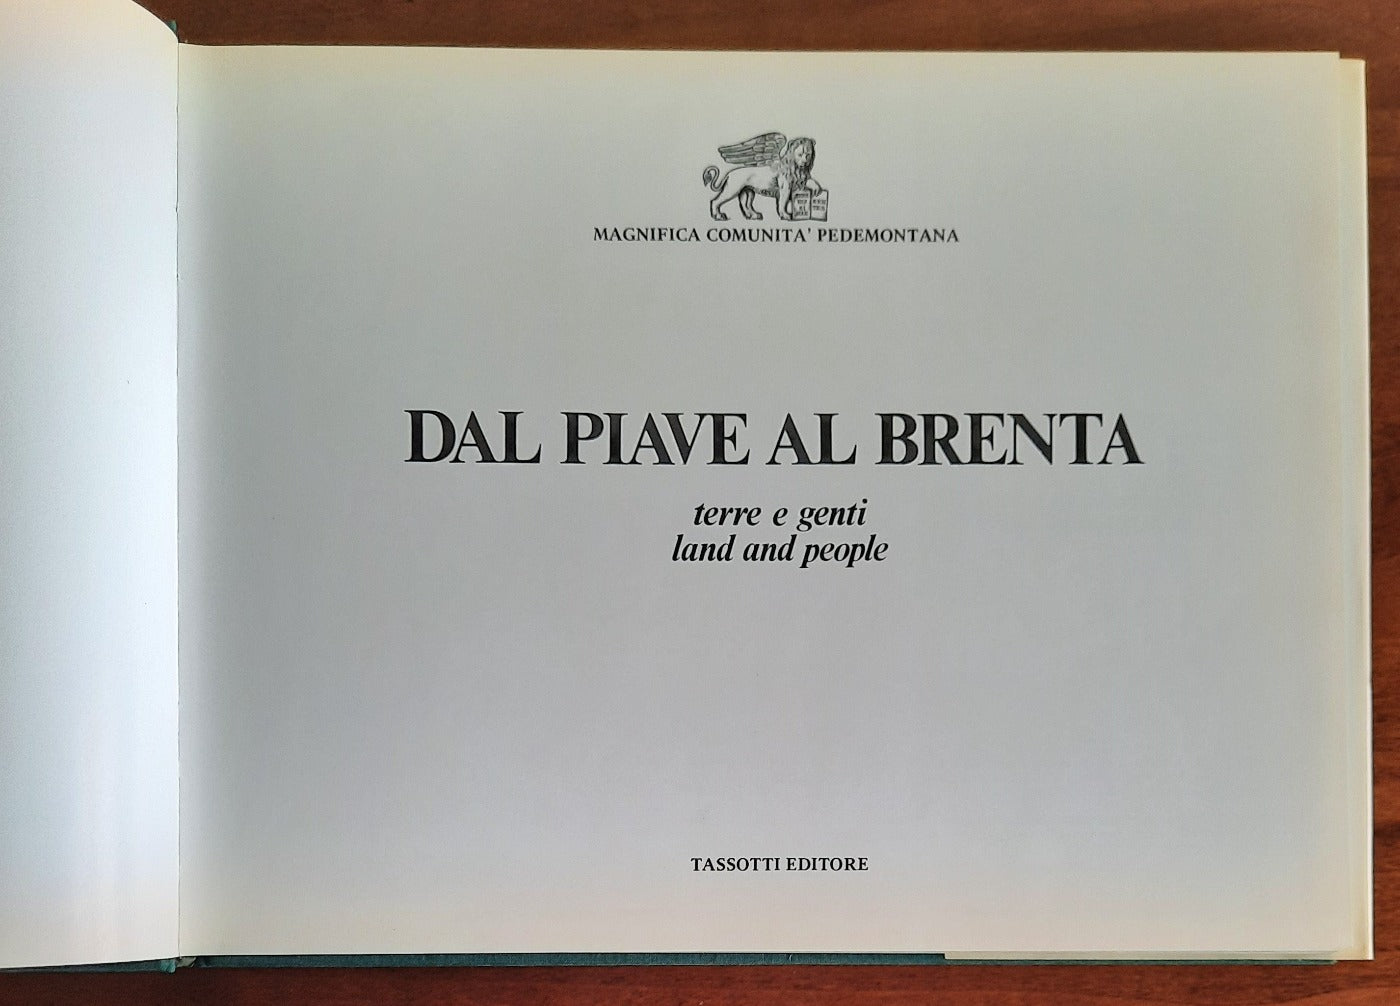 MAGNIFICA COMUNITA' PEDEMONTANA
DAL PIAVE AL BRENTA
terre e genti
land and people
TASSOTTI EDITORE